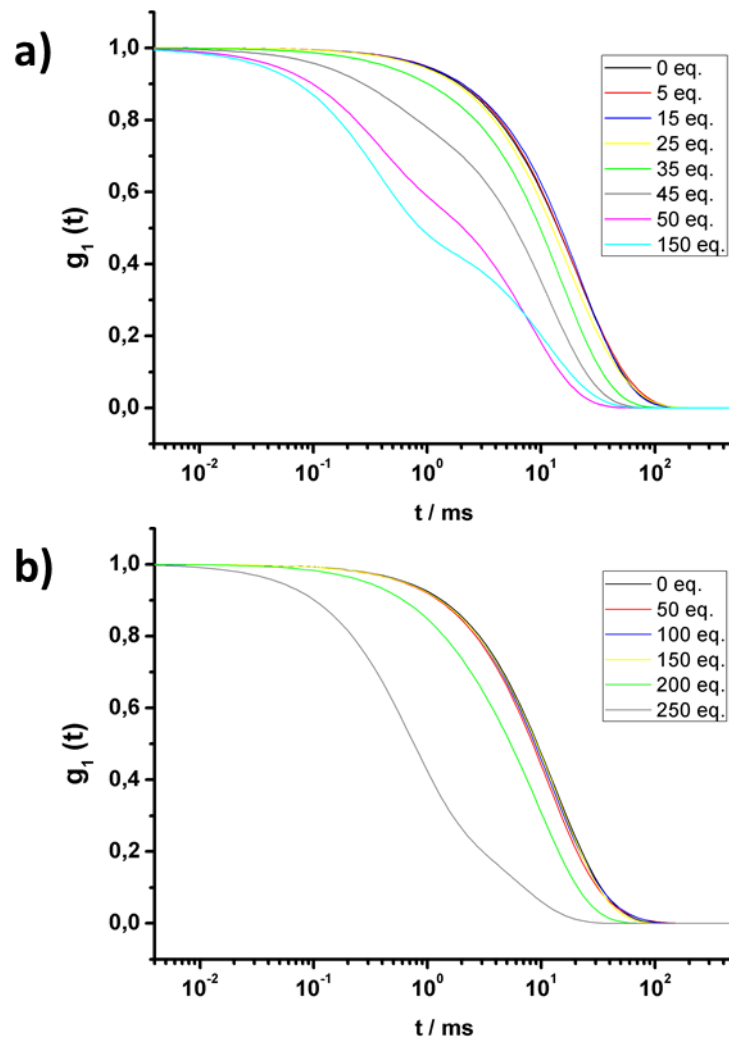 a)
g₁ (t)
1,0
0,8
0,6
0,4
0,2
0,0
10⁻²
10⁻¹
10⁰
10¹
10²
t / ms
0 eq.
5 eq.
15 eq.
25 eq.
35 eq.
45 eq.
50 eq.
150 eq.
b)
g₁ (t)
1,0
0,8
0,6
0,4
0,2
0,0
10⁻²
10⁻¹
10⁰
10¹
10²
t / ms
0 eq.
50 eq.
100 eq.
150 eq.
200 eq.
250 eq.